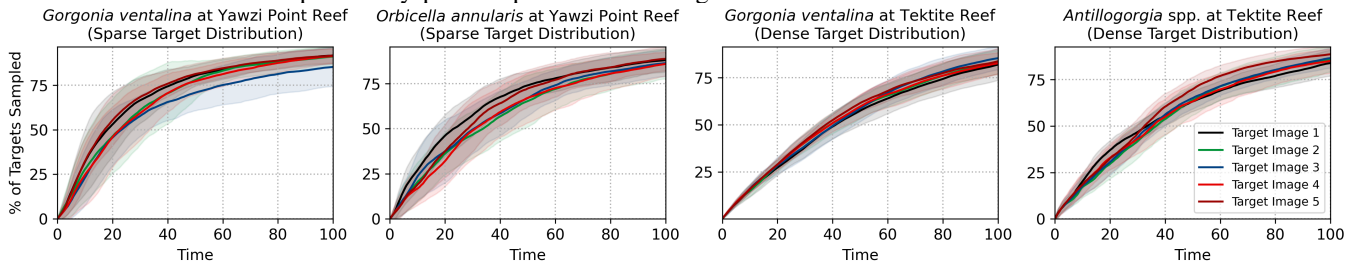 Gorgonia ventalina at Yawzi Point Reef
(Sparse Target Distribution)
% of Targets Sampled
75
50
25
0
0 20 40 60 80 100
Time
Orbicella annularis at Yawzi Point Reef
(Sparse Target Distribution)
75
50
25
0
0 20 40 60 80 100
Time
Gorgonia ventalina at Tektite Reef
(Dense Target Distribution)
75
50
25
0 20 40 60 80 100
Time
Antillogorgia spp. at Tektite Reef
(Dense Target Distribution)
75
50
25
0
0 20 40 60 80 100
Time
Target Image 1
Target Image 2
Target Image 3
Target Image 4
Target Image 5